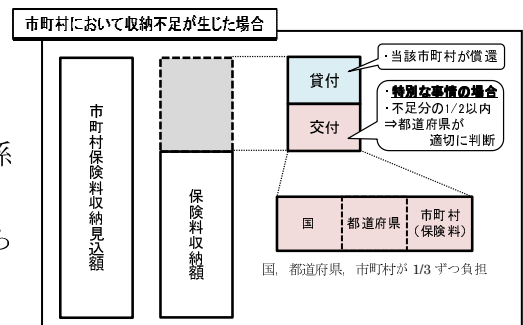 市町村において収納不足が生じた場合
市町村保険料収納見込額
保険料収納額
貸付
交付
・当該市町村が償還
・特別な事情の場合
・不足分の1/2以内
⇒都道府県が
適切に判断
国
都道府県
市町村
(保険料)
国，都道府県，市町村が 1/3 ずつ負担
係
ら